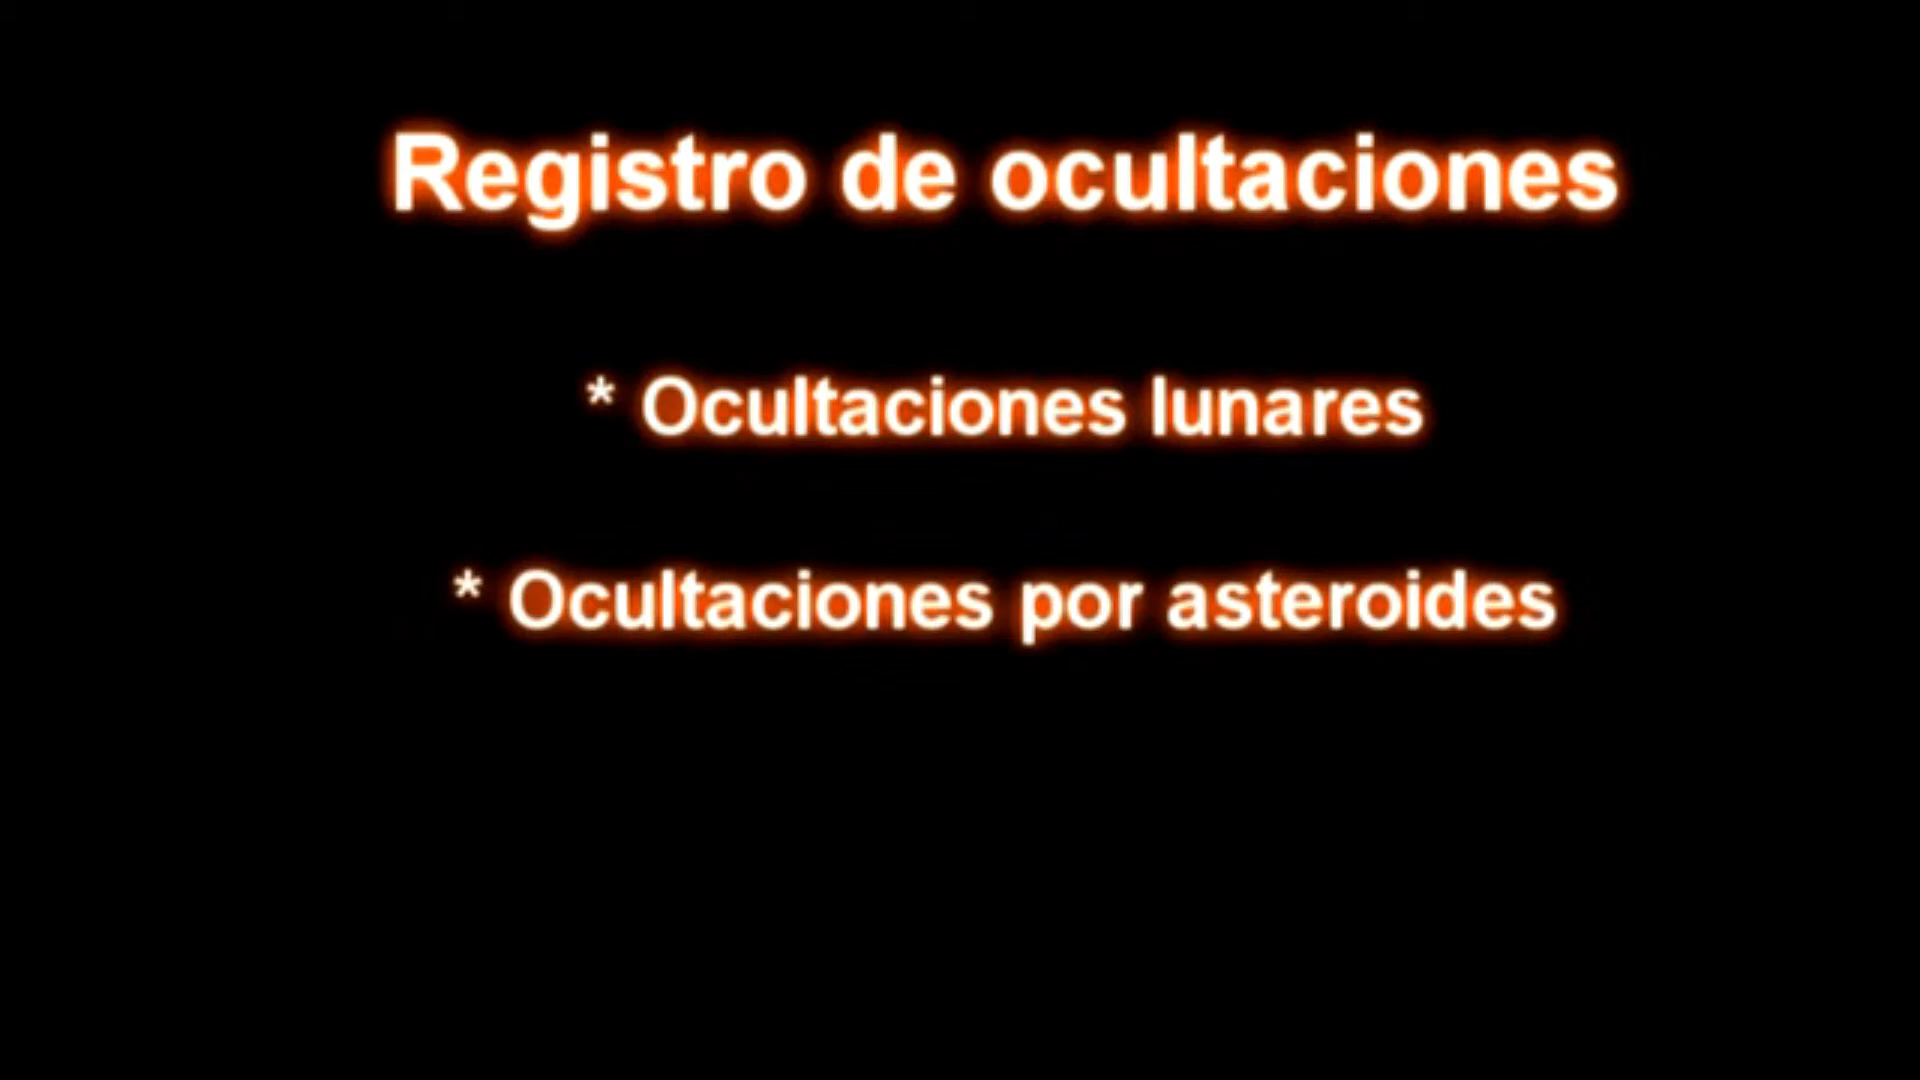 Registro de ocultaciones
* Ocultaciones lunares
* Ocultaciones por asteroides